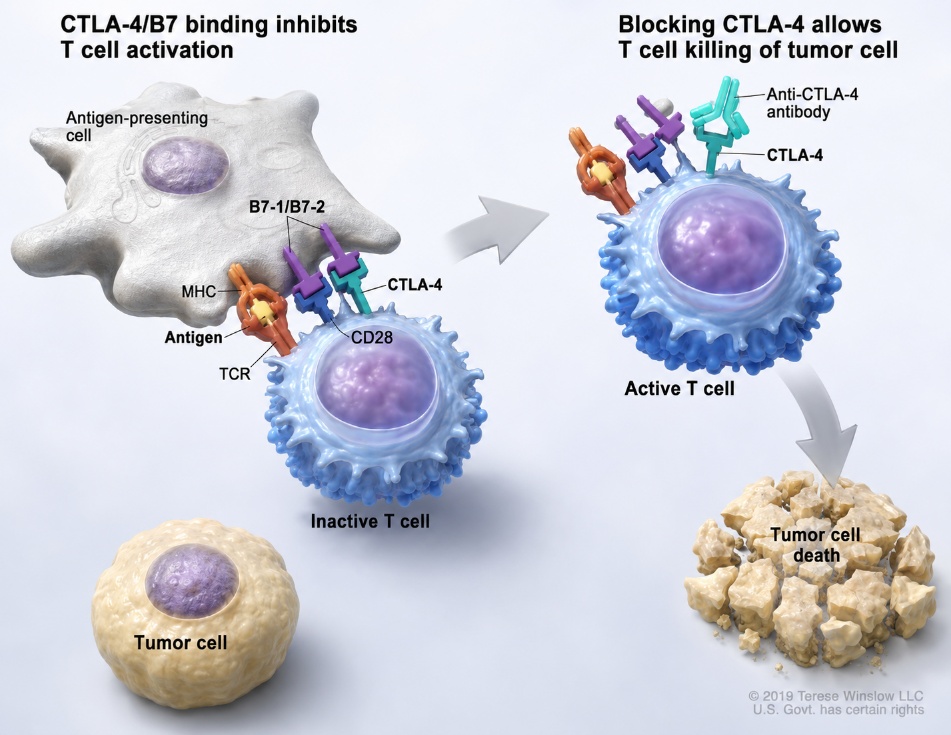 CTLA-4/B7 binding inhibits
T cell activation
Antigen-presenting
cell
B7-1/B7-2
MHC
CTLA-4
Antigen
CD28
TCR
Inactive T cell
Tumor cell
Blocking CTLA-4 allows
T cell killing of tumor cell
Anti-CTLA-4
antibody
CTLA-4
Active T cell
Tumor cell
death
© 2019 Terese Winslow LLC
U.S. Govt. has certain rights